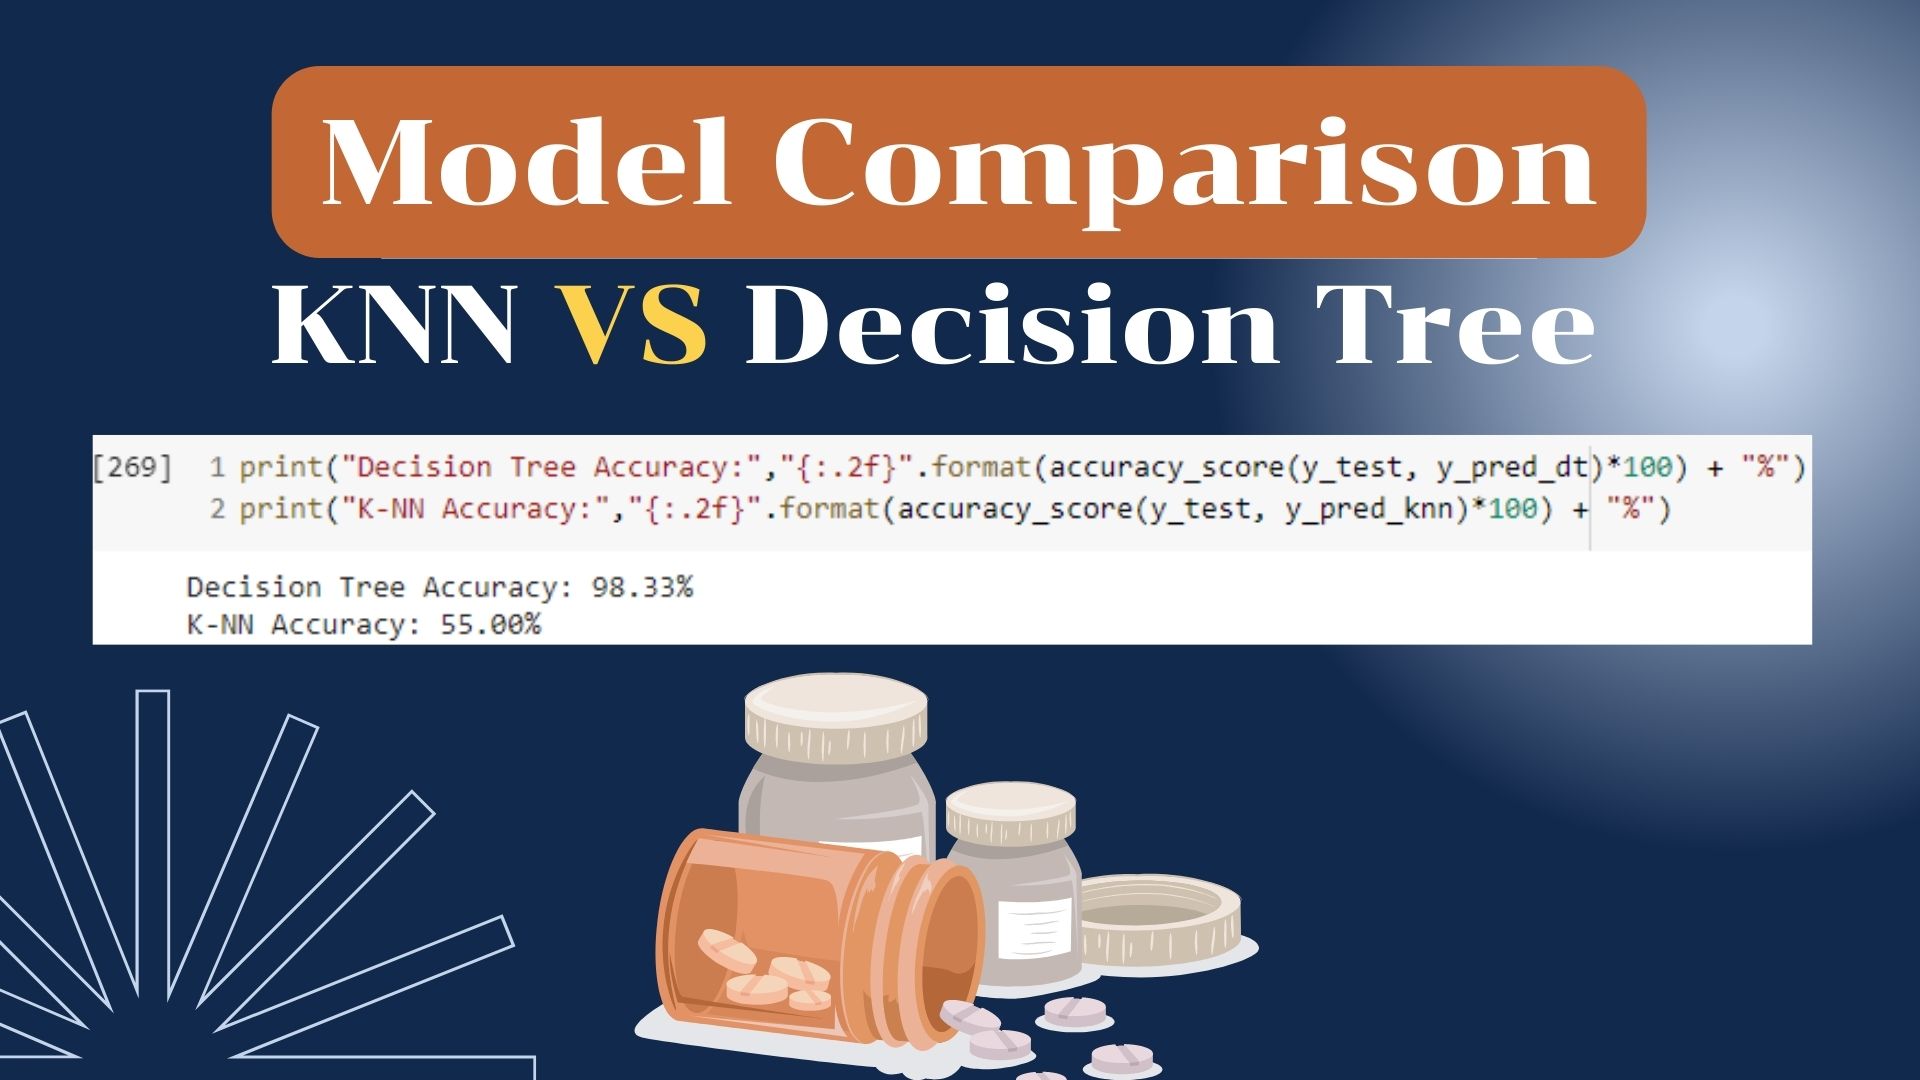 Model Comparison
KNN VS Decision Tree
[269] 1 print("Decision Tree Accuracy:","{:.2f}".format(accuracy_score(y_test, y_pred_dt)*100) + "%")
2 print("K-NN Accuracy:","{:.2f}".format(accuracy_score(y_test, y_pred_knn)*100) + "%")
Decision Tree Accuracy: 98.33%
K-NN Accuracy: 55.00%